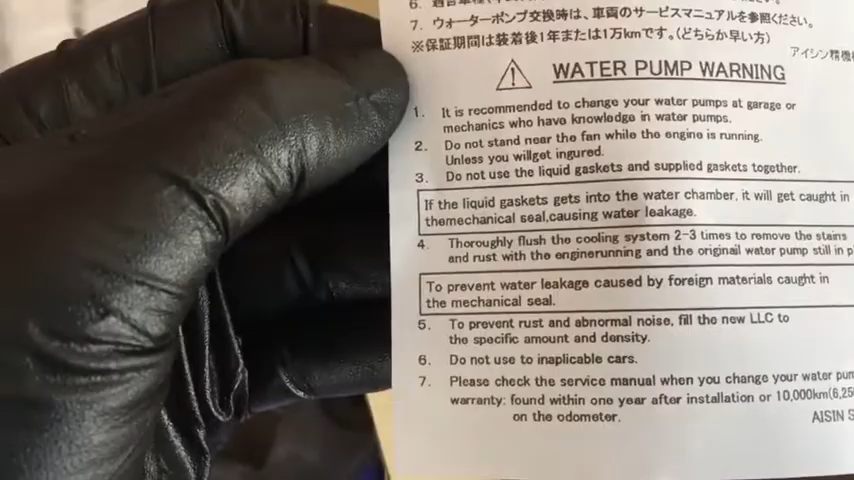 6.
7. ウォーターポンプ交換時は、車両のサービスマニュアルを参照ください。
※保証期間は装着後1年または1万kmです。(どちらか早い方)
アイシン精機
WATER PUMP WARNING
1. It is recommended to change your water pumps at garage or
mechanics who have knowledge in water pumps.
2. Do not stand near the fan while the engine is running.
Unless you willget ingured.
3. Do not use the liquid gaskets and supplied gaskets together.
If the liquid gaskets gets into the water chamber, it will get caught in
themechanical seal,causing water leakage.
4. Thoroughly flush the cooling system 2-3 times to remove the stains
and rust with the enginerunning and the originail water pump still in
To prevent water leakage caused by foreign materials caught in
the mechanical seal.
5. To prevent rust and abnormal noise, fill the new LLC to
the specific amount and density.
6. Do not use to inaplicable cars.
7. Please check the service manual when you change your water
warranty: found within one year after installation or 10,000km(6,25
on the odometer.
AISIN S